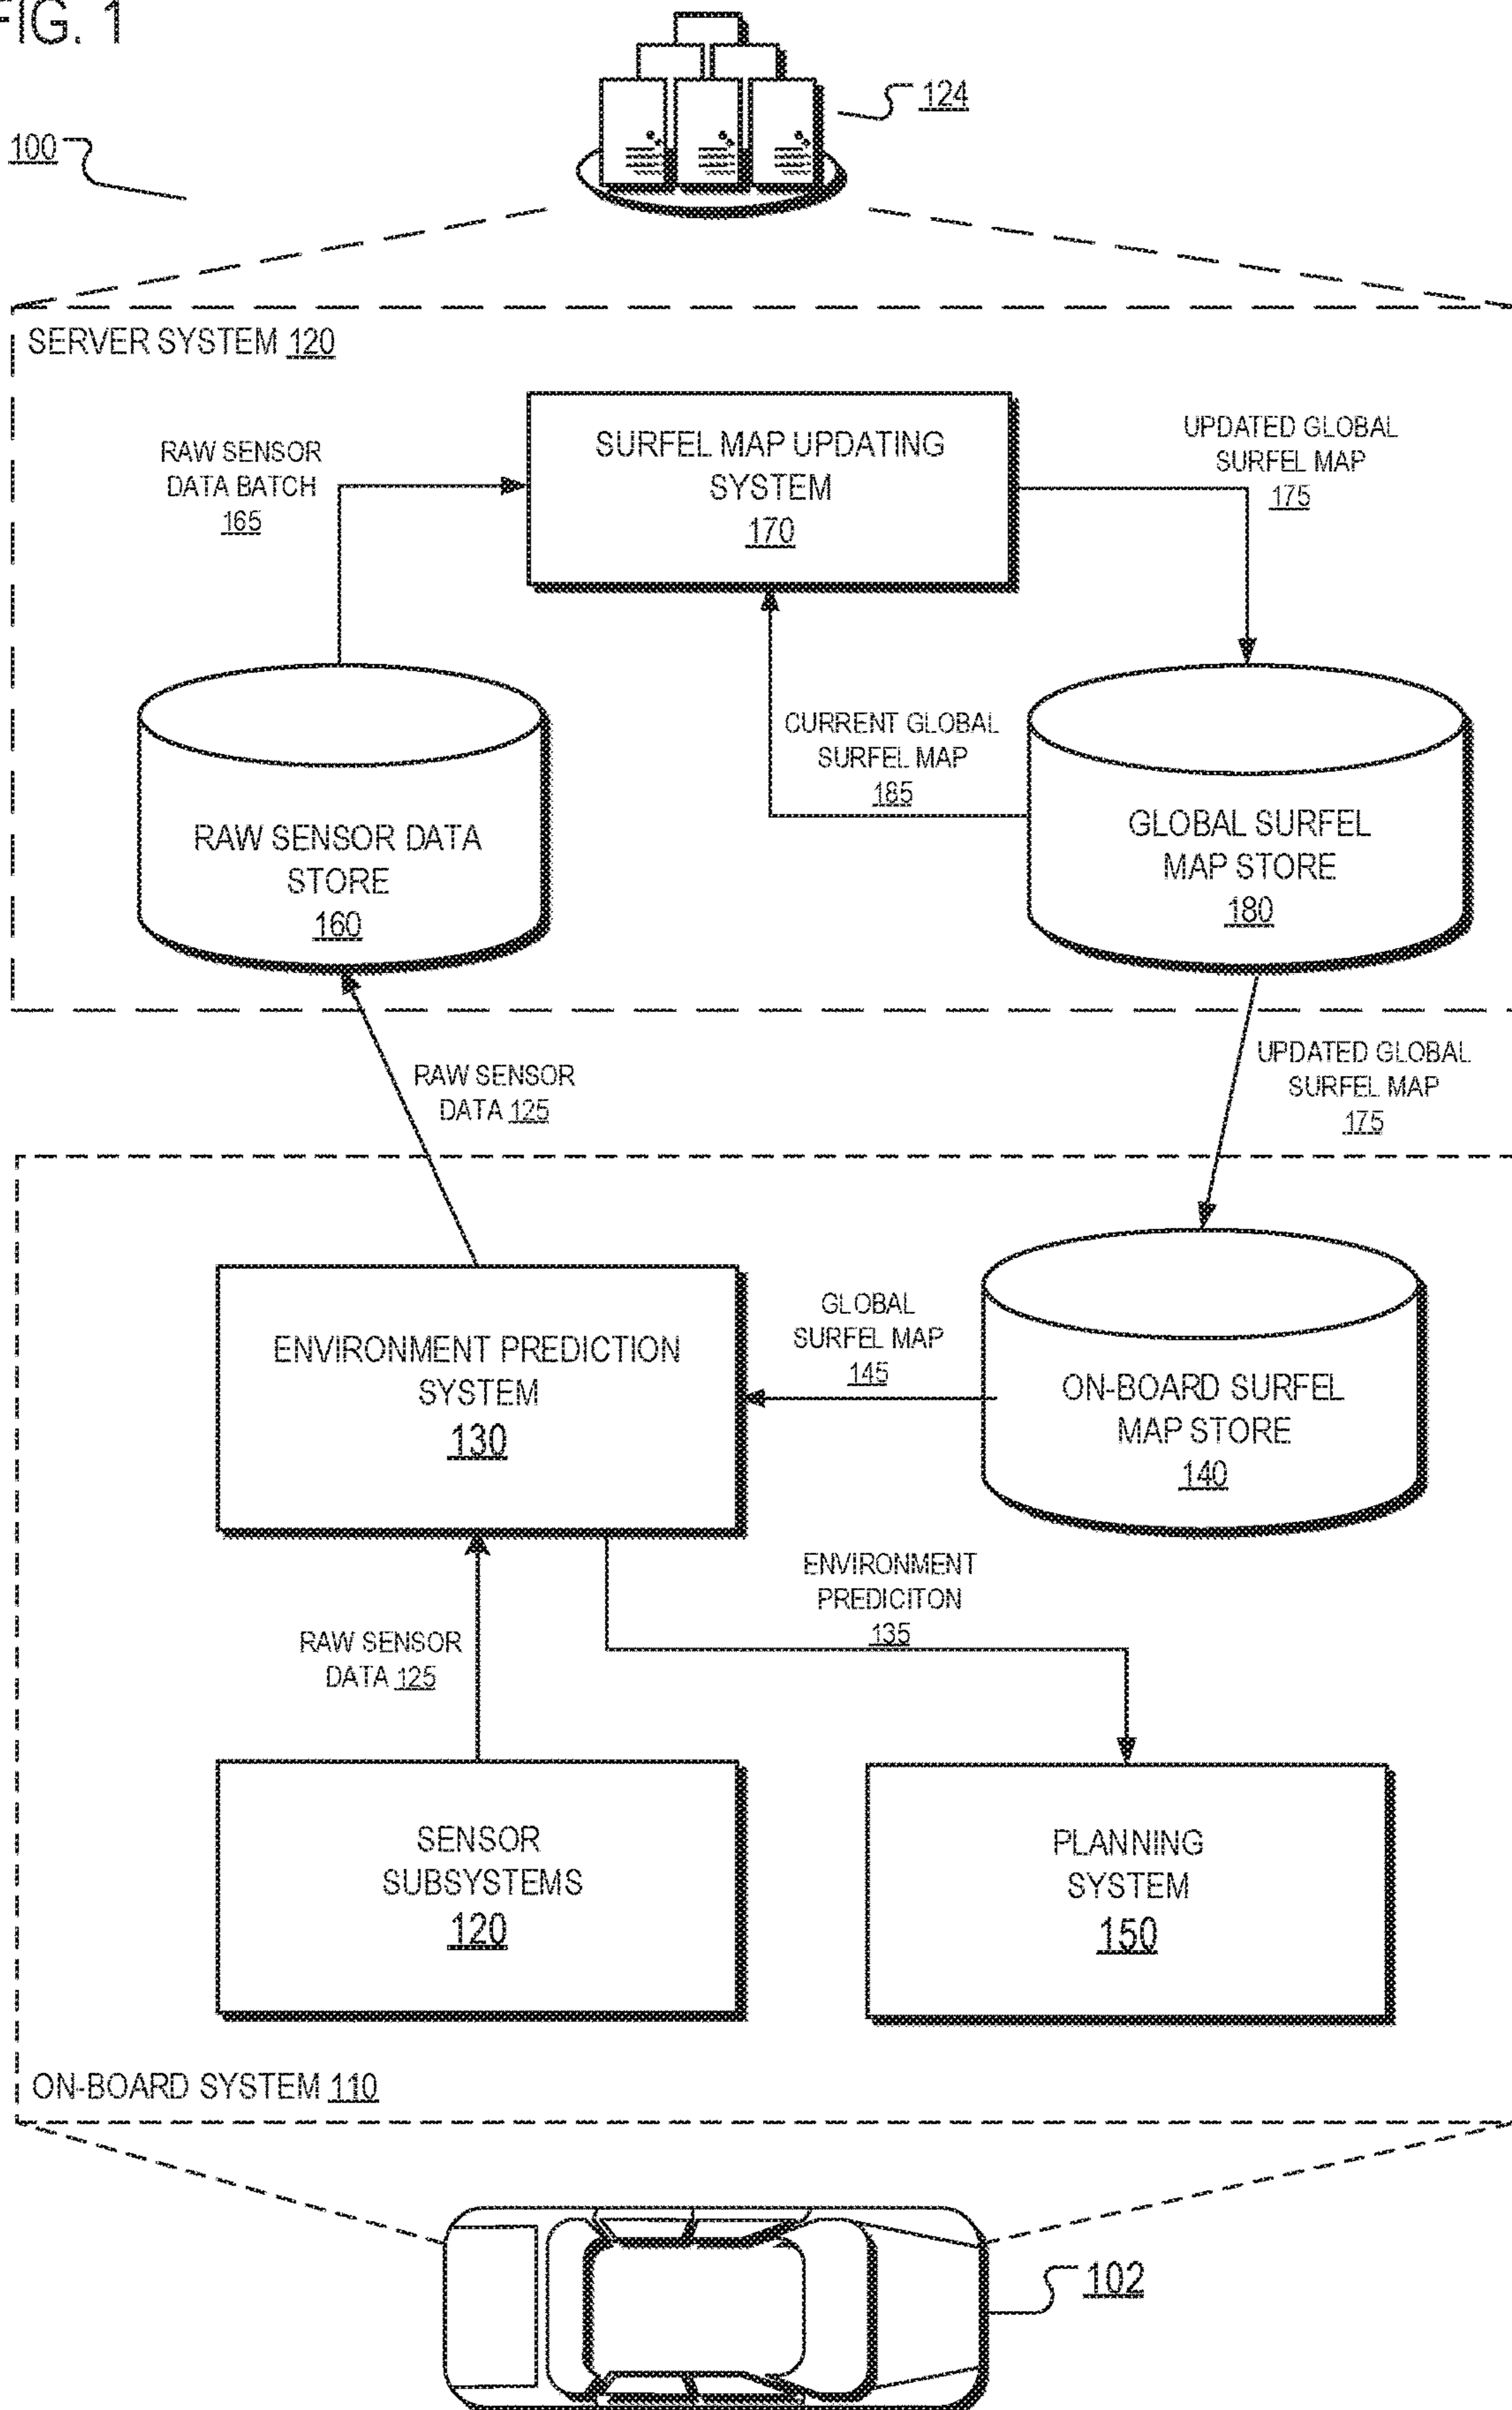 FIG. 1
124
100
SERVER SYSTEM 120
RAW SENSOR
DATA BATCH
165
SURFEL MAP UPDATING
SYSTEM
170
UPDATED GLOBAL
SURFEL MAP
175
CURRENT GLOBAL
SURFEL MAP
185
RAW SENSOR DATA
STORE
160
GLOBAL SURFEL
MAP STORE
180
RAW SENSOR
DATA 125
UPDATED GLOBAL
SURFEL MAP
175
ENVIRONMENT PREDICTION
SYSTEM
130
GLOBAL
SURFEL MAP
145
ON-BOARD SURFEL
MAP STORE
140
ENVIRONMENT
PREDICITON
135
RAW SENSOR
DATA 125
SENSOR
SUBSYSTEMS
120
PLANNING
SYSTEM
150
ON-BOARD SYSTEM 110
102